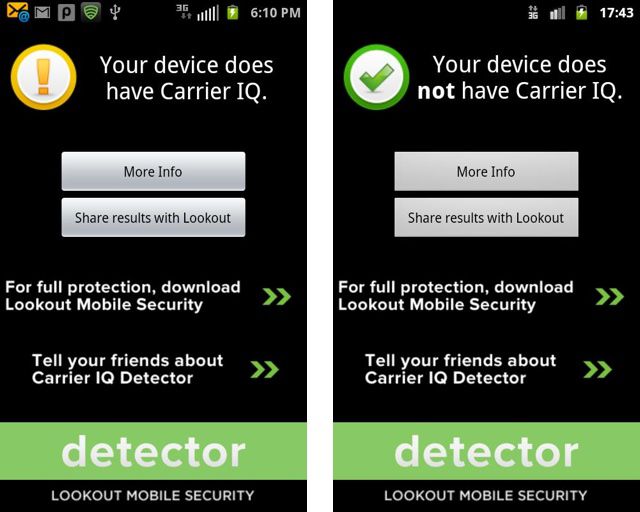 3G
6:10 PM
Your device does
have Carrier IQ.
More Info
Share results with Lookout
For full protection, download
Lookout Mobile Security
Tell your friends about
Carrier IQ Detector
detector
LOOKOUT MOBILE SECURITY
3G
17:43
Your device does
not have Carrier IQ.
More Info
Share results with Lookout
For full protection, download
Lookout Mobile Security
Tell your friends about
Carrier IQ Detector
detector
LOOKOUT MOBILE SECURITY